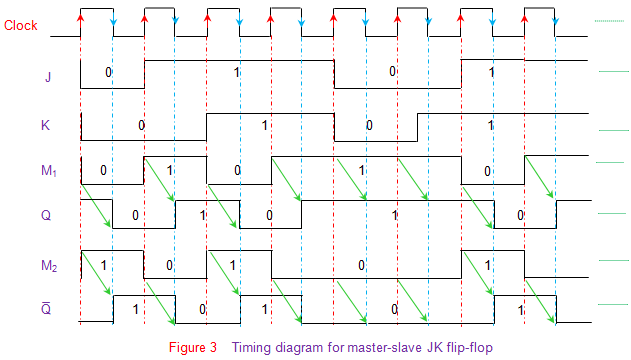 Clock
J 0 1 0 1
K 0 1 0 1
M1 0 1 0 1 0
Q 0 1 0 1 0
M2 1 0 1 0 1
Q̅ 1 0 1 0 1
Figure 3 Timing diagram for master-slave JK flip-flop